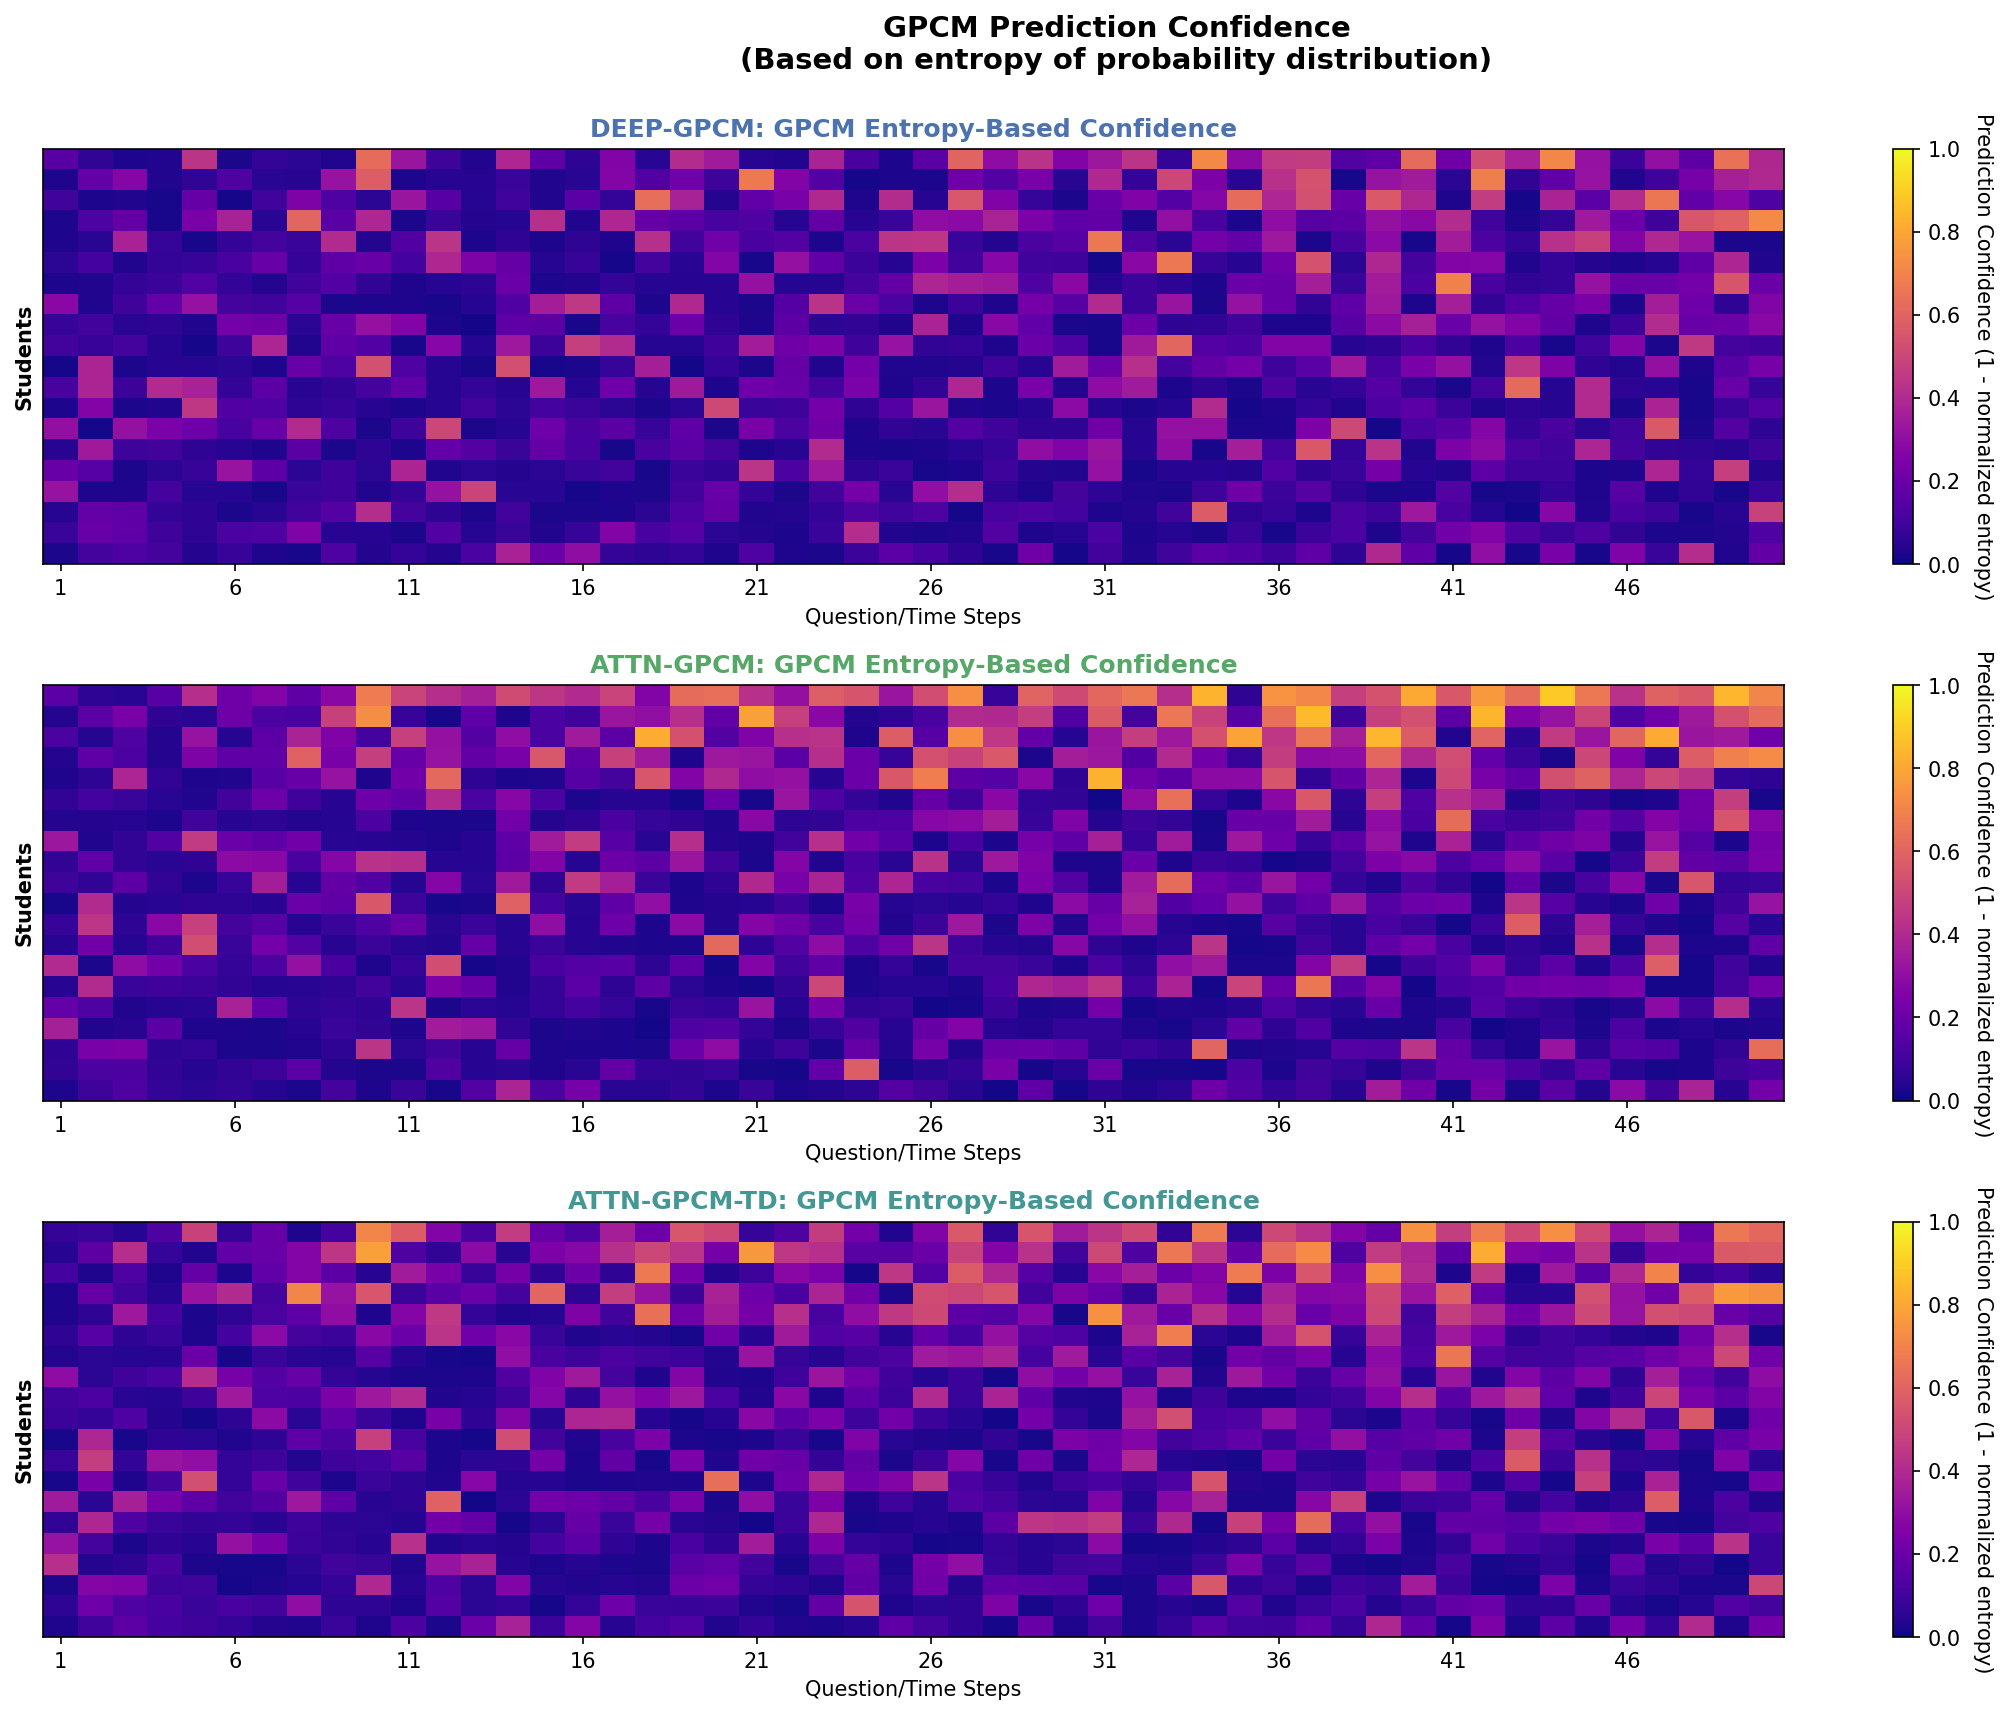 GPCM Prediction Confidence
(Based on entropy of probability distribution)
DEEP-GPCM: GPCM Entropy-Based Confidence
Students
1 6 11 16 21 26 31 36 41 46
Question/Time Steps
1.0
0.8
0.6
0.4
0.2
0.0
Prediction Confidence (1 - normalized entropy)
ATTN-GPCM: GPCM Entropy-Based Confidence
Students
1 6 11 16 21 26 31 36 41 46
Question/Time Steps
1.0
0.8
0.6
0.4
0.2
0.0
Prediction Confidence (1 - normalized entropy)
ATTN-GPCM-TD: GPCM Entropy-Based Confidence
Students
1 6 11 16 21 26 31 36 41 46
Question/Time Steps
1.0
0.8
0.6
0.4
0.2
0.0
Prediction Confidence (1 - normalized entropy)